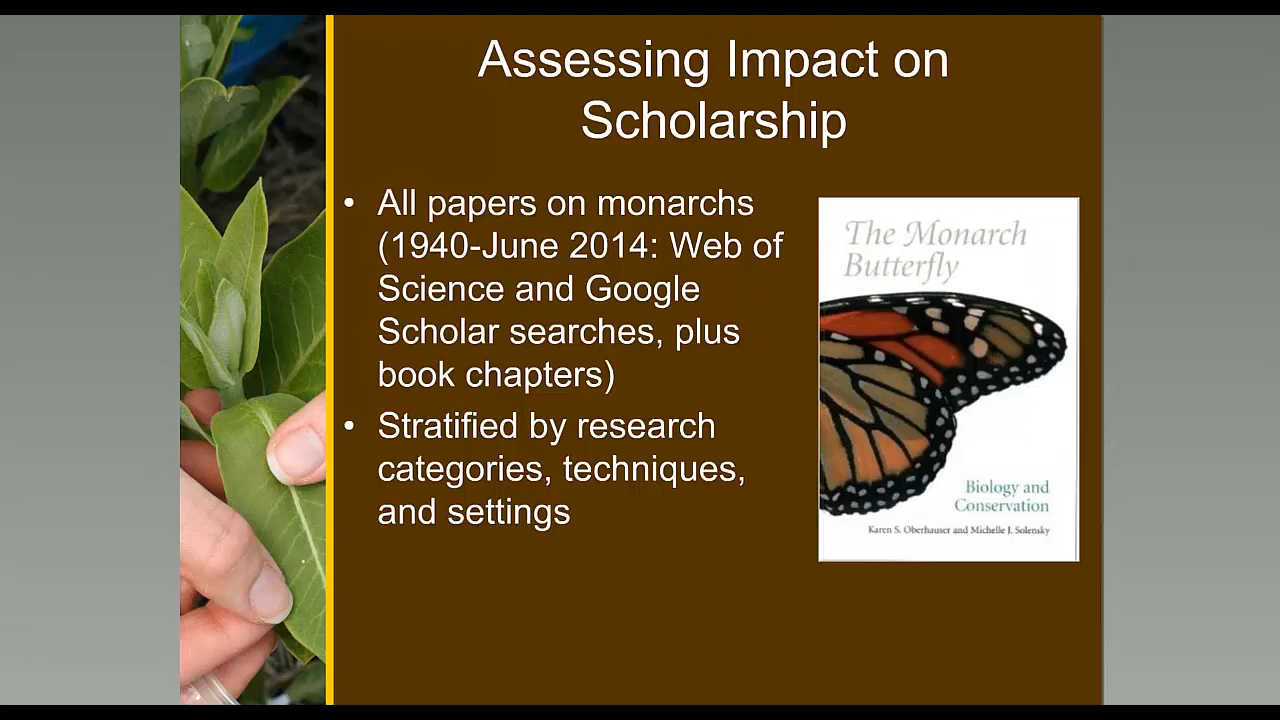 Assessing Impact on
Scholarship
• All papers on monarchs
(1940-June 2014: Web of
Science and Google
Scholar searches, plus
book chapters)
• Stratified by research
categories, techniques,
and settings
The Monarch
Butterfly
Biology and
Conservation
Karen S. Oberhauser and Michelle J. Solensky